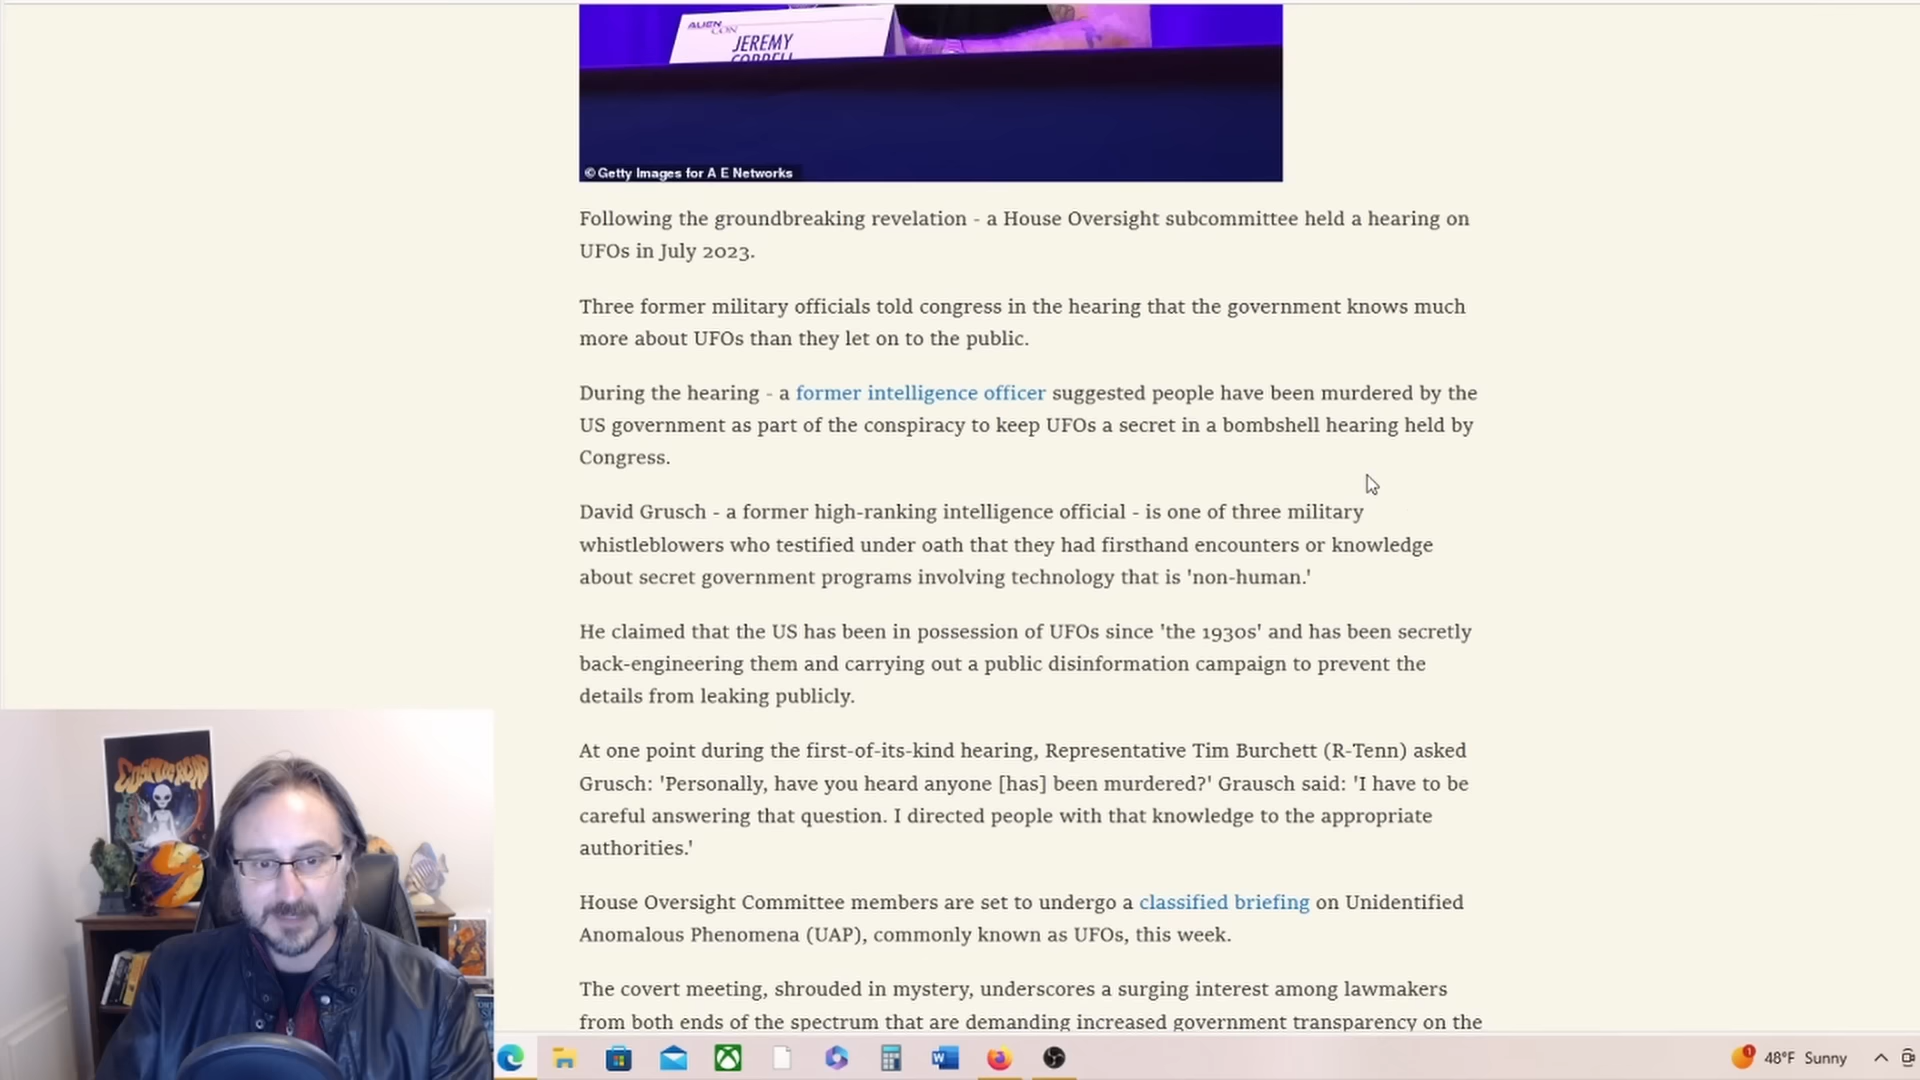 ALIEN
CON
JEREMY
CORBELL
© Getty Images for A E Networks
Following the groundbreaking revelation - a House Oversight subcommittee held a hearing on
UFOs in July 2023.
Three former military officials told congress in the hearing that the government knows much
more about UFOs than they let on to the public.
During the hearing - a former intelligence officer suggested people have been murdered by the
US government as part of the conspiracy to keep UFOs a secret in a bombshell hearing held by
Congress.
David Grusch - a former high-ranking intelligence official - is one of three military
whistleblowers who testified under oath that they had firsthand encounters or knowledge
about secret government programs involving technology that is 'non-human.'
He claimed that the US has been in possession of UFOs since 'the 1930s' and has been secretly
back-engineering them and carrying out a public disinformation campaign to prevent the
details from leaking publicly.
At one point during the first-of-its-kind hearing, Representative Tim Burchett (R-Tenn) asked
Grusch: 'Personally, have you heard anyone [has] been murdered?' Grausch said: 'I have to be
careful answering that question. I directed people with that knowledge to the appropriate
authorities.'
House Oversight Committee members are set to undergo a classified briefing on Unidentified
Anomalous Phenomena (UAP), commonly known as UFOs, this week.
The covert meeting, shrouded in mystery, underscores a surging interest among lawmakers
from both ends of the spectrum that are demanding increased government transparency on the
48°F Sunny